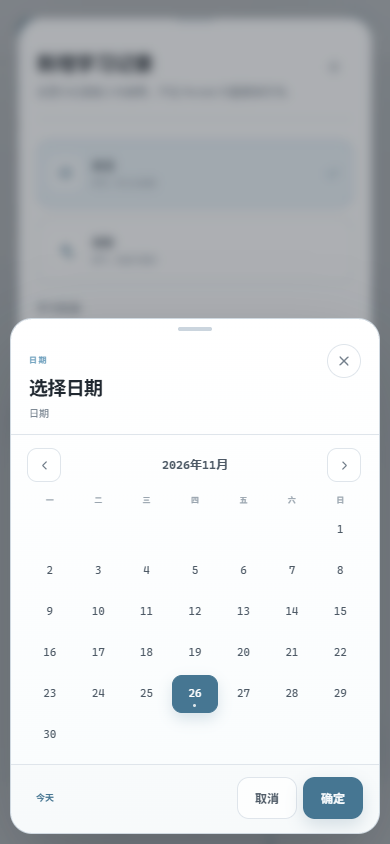 日期
选择日期
日期
2026年11月
一 二 三 四 五 六 日
1
2 3 4 5 6 7 8
9 10 11 12 13 14 15
16 17 18 19 20 21 22
23 24 25 26 27 28 29
30
今天 取消 确定